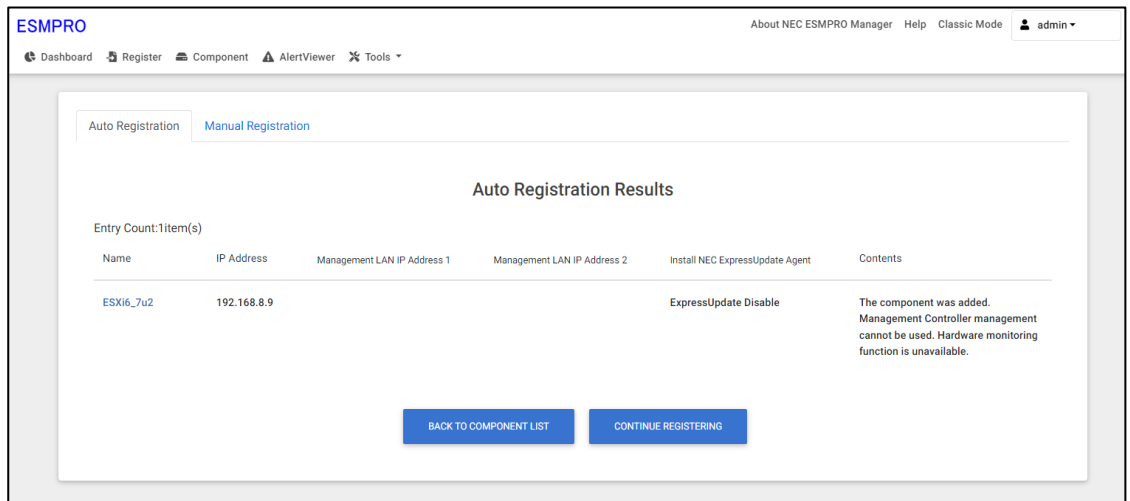 ESMPRO
About NEC ESMPRO Manager Help Classic Mode admin
Dashboard Register Component AlertViewer Tools
Auto Registration Manual Registration
Auto Registration Results
Entry Count:1item(s)
Name IP Address Management LAN IP Address 1 Management LAN IP Address 2 Install NEC ExpressUpdate Agent Contents
ESXi6_7u2 192.168.8.9 ExpressUpdate Disable The component was added.
Management Controller management
cannot be used. Hardware monitoring
function is unavailable.
BACK TO COMPONENT LIST CONTINUE REGISTERING